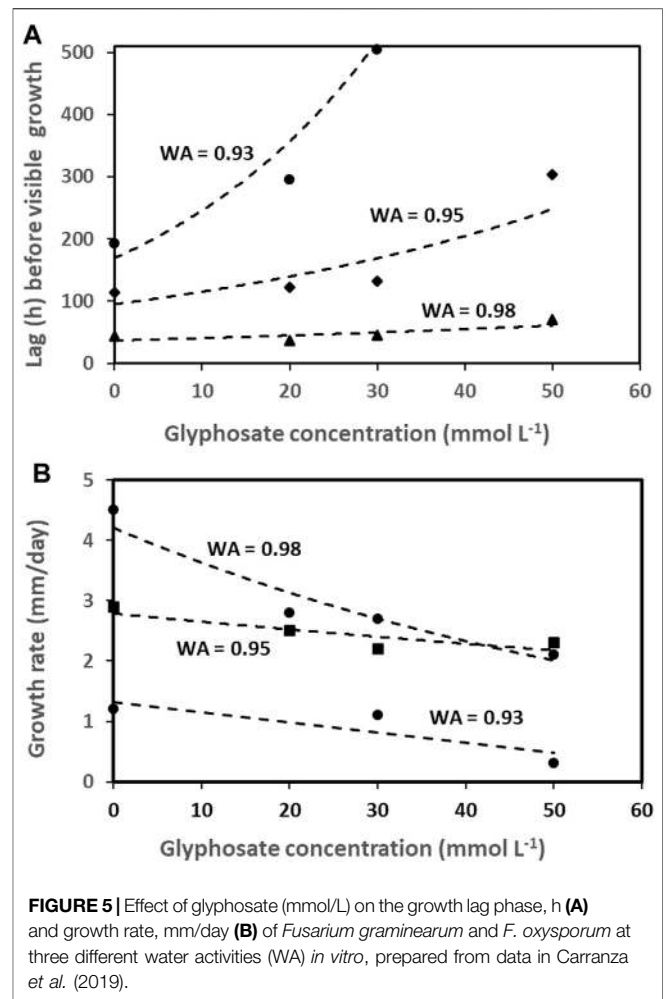 A
Lag (h) before visible growth
500
400
300
200
100
0
WA = 0.93
WA = 0.95
WA = 0.98
0 10 20 30 40 50 60
Glyphosate concentration (mmol L⁻¹)
B
Growth rate (mm/day)
5
4
3
2
1
0
WA = 0.98
WA = 0.95
WA = 0.93
0 10 20 30 40 50 60
Glyphosate concentration (mmol L⁻¹)
FIGURE 5 | Effect of glyphosate (mmol/L) on the growth lag phase, h (A)
and growth rate, mm/day (B) of Fusarium graminearum and F. oxysporum at
three different water activities (WA) in vitro, prepared from data in Carranza
et al. (2019).